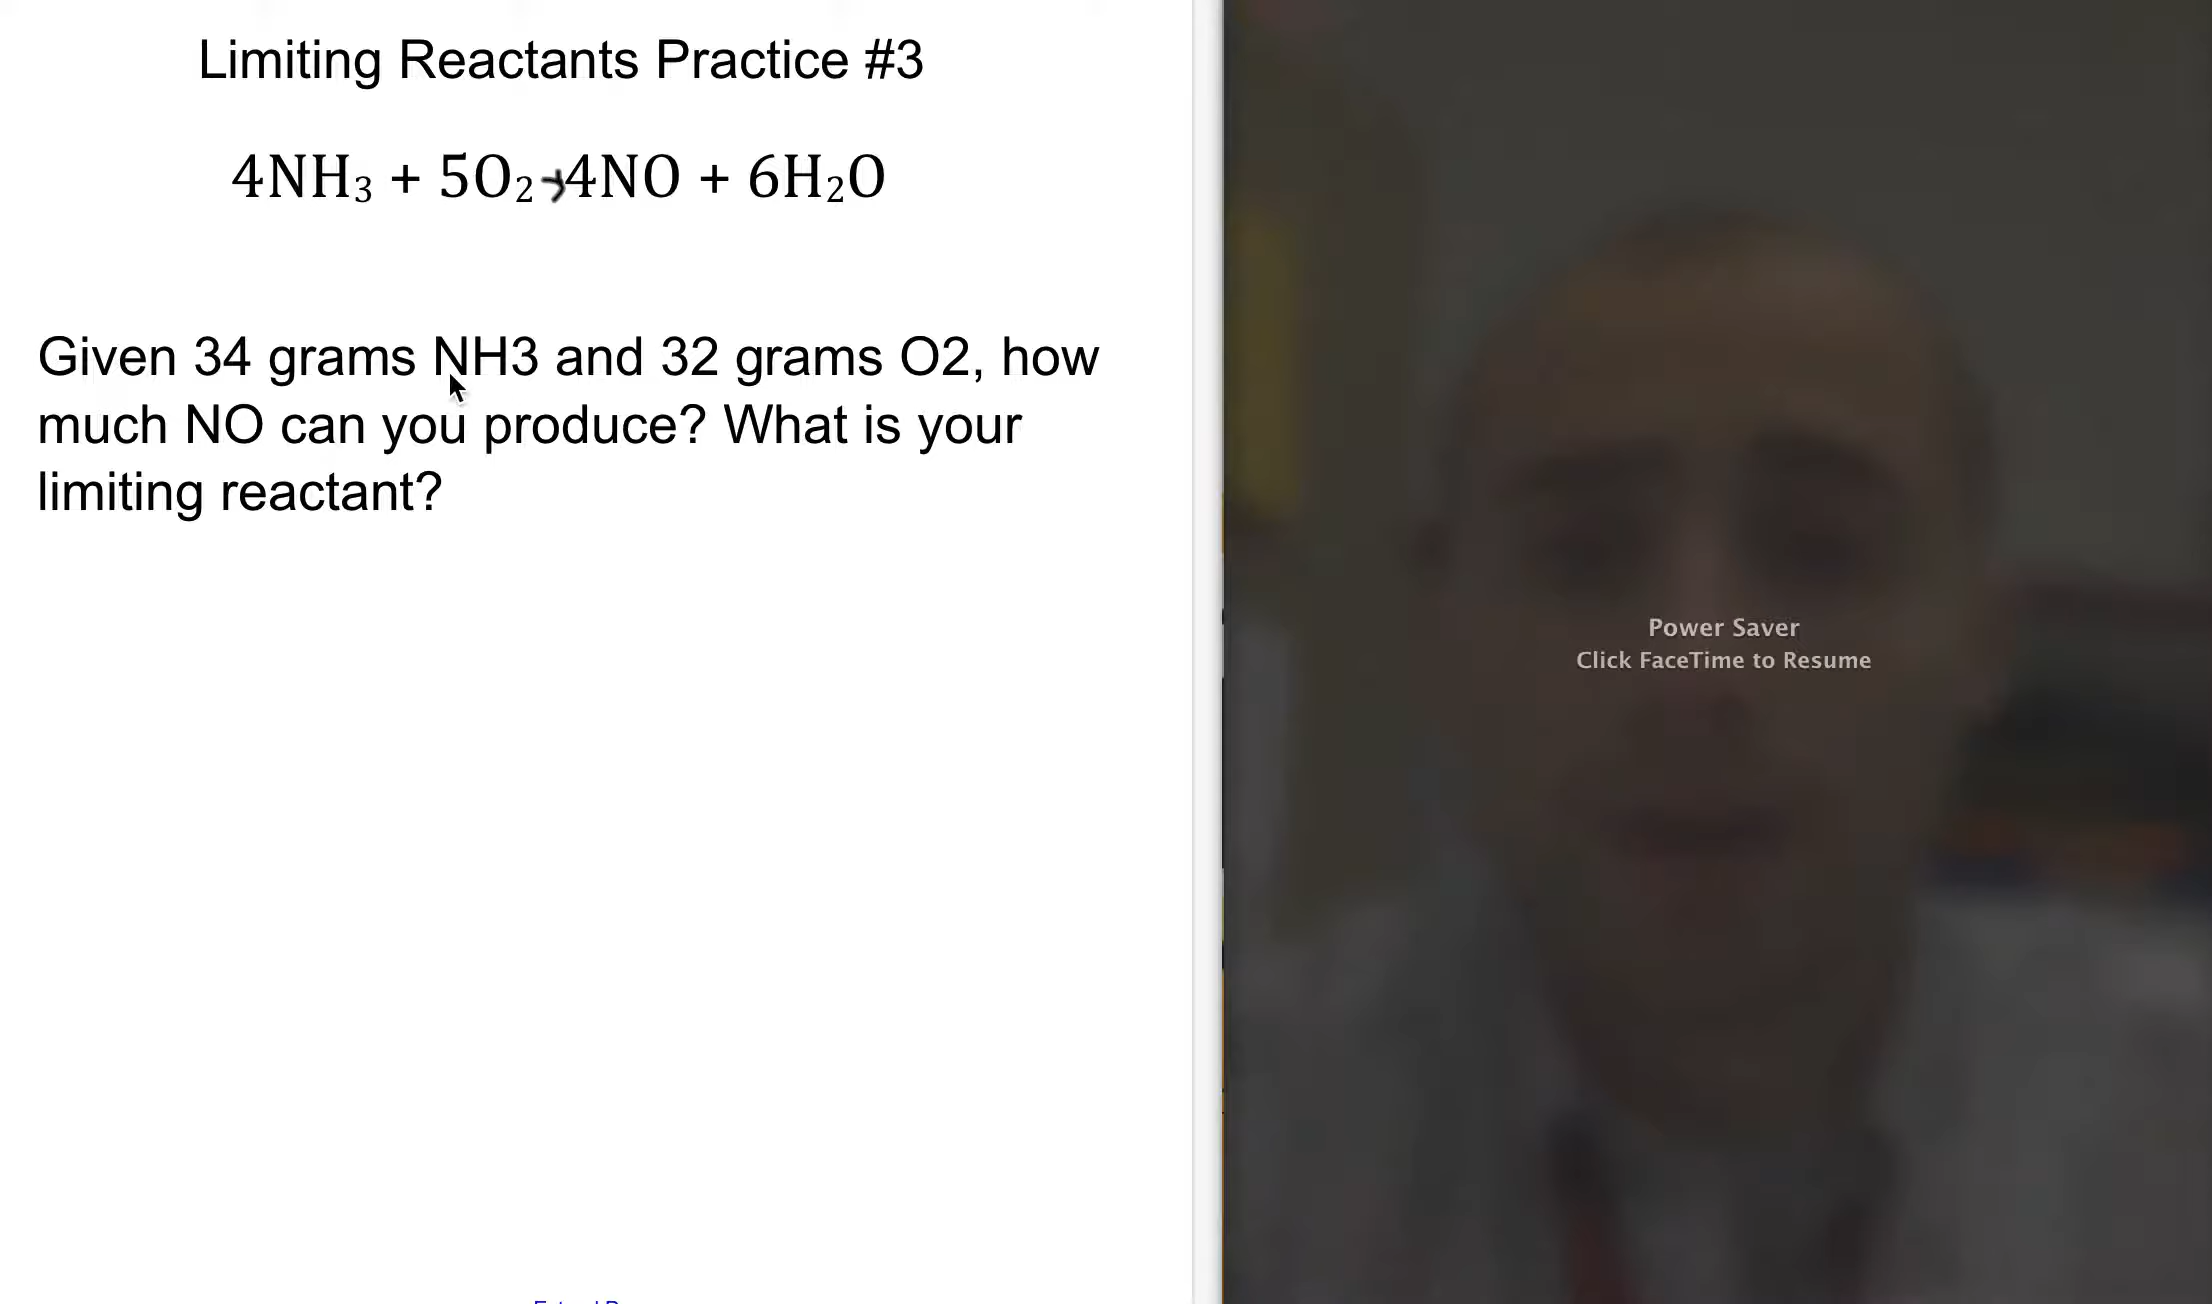 Limiting Reactants Practice #3
4NH₃ + 5O₂→4NO + 6H₂O
Given 34 grams NH3 and 32 grams O2, how
much NO can you produce? What is your
limiting reactant?
Power Saver
Click FaceTime to Resume